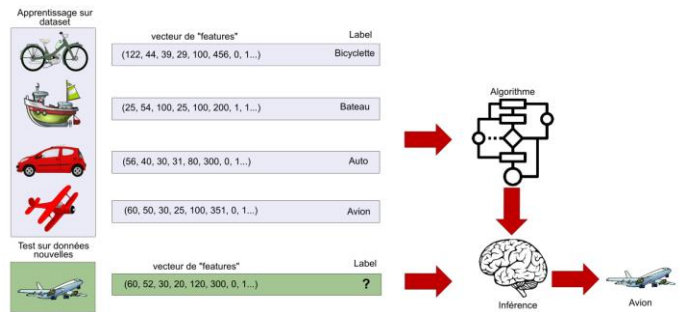 Apprentissage sur
dataset
vecteur de "features"
Label
(122, 44, 39, 29, 100, 456, 0, 1...)
Bicyclette
(25, 54, 100, 25, 100, 200, 1, 1...)
Bateau
Algorithme
(56, 40, 30, 31, 80, 300, 0, 1...)
Auto
(60, 50, 30, 25, 100, 351, 0, 1...)
Avion
Test sur données
nouvelles
vecteur de "features"
Label
(60, 52, 30, 20, 120, 300, 0, 1...)
?
Inférence
Avion